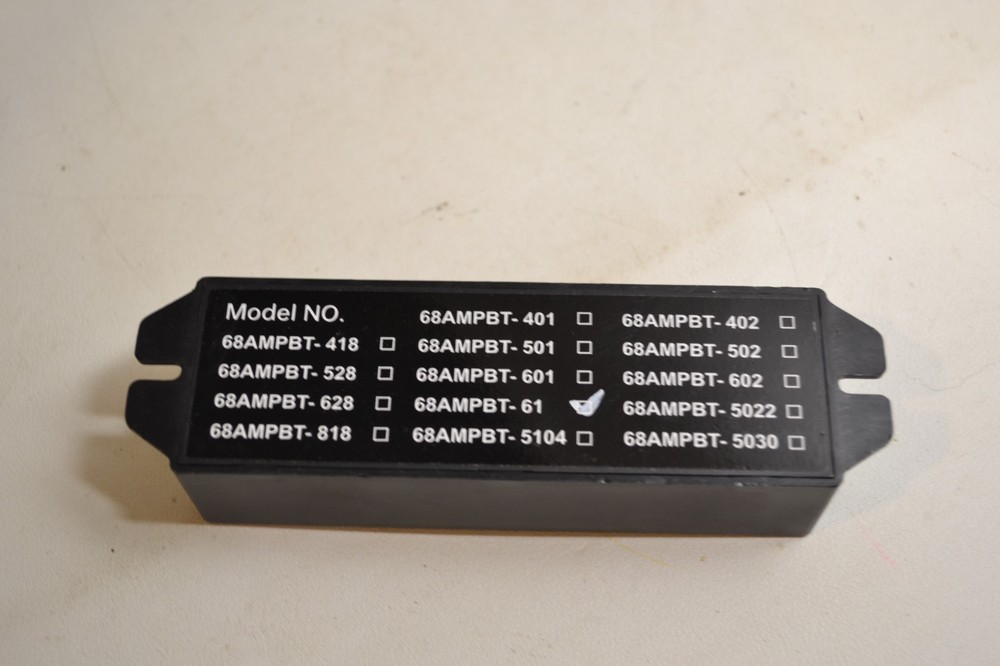 Model NO. 68AMPBT- 401 ☐ 68AMPBT- 402 ☐
68AMPBT- 418 ☐ 68AMPBT- 501 ☐ 68AMPBT- 502 ☐
68AMPBT- 528 ☐ 68AMPBT- 601 ☐ 68AMPBT- 602 ☐
68AMPBT- 628 ☐ 68AMPBT- 61 ☑ 68AMPBT- 5022 ☐
68AMPBT- 818 ☐ 68AMPBT- 5104 ☐ 68AMPBT- 5030 ☐